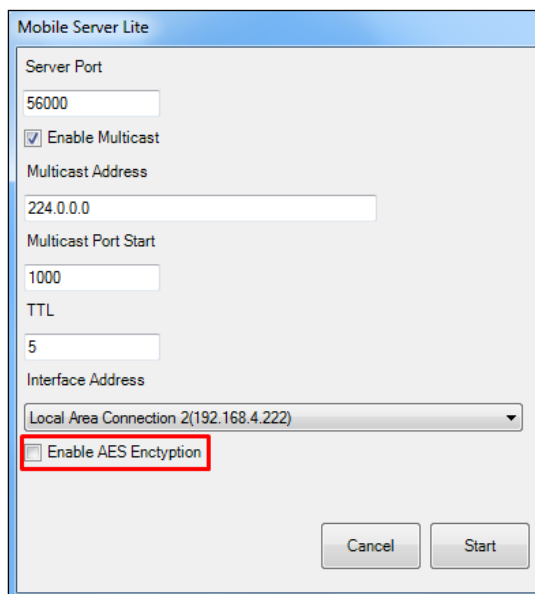 Mobile Server Lite
Server Port
56000
Enable Multicast
Multicast Address
224.0.0.0
Multicast Port Start
1000
TTL
5
Interface Address
Local Area Connection 2(192.168.4.222)
Enable AES Enctyption
Cancel Start